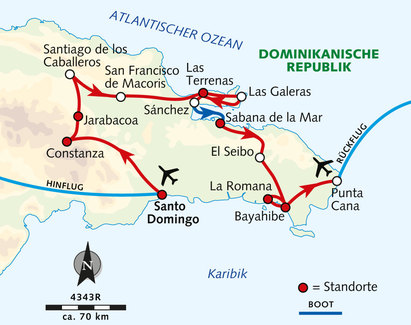 ATLANTISCHER OZEAN
Santiago de los
Caballeros
DOMINIKANISCHE
REPUBLIK
San Francisco
de Macoris
Las
Terrenas
Las Galeras
Sánchez
Sabana de la Mar
Jarabacoa
Constanza
El Seibo
RÜCKFLUG
HINFLUG
La Romana
Punta
Cana
Santo
Domingo
Bayahibe
N
Karibik
4343R
ca. 70 km
= Standorte
BOOT